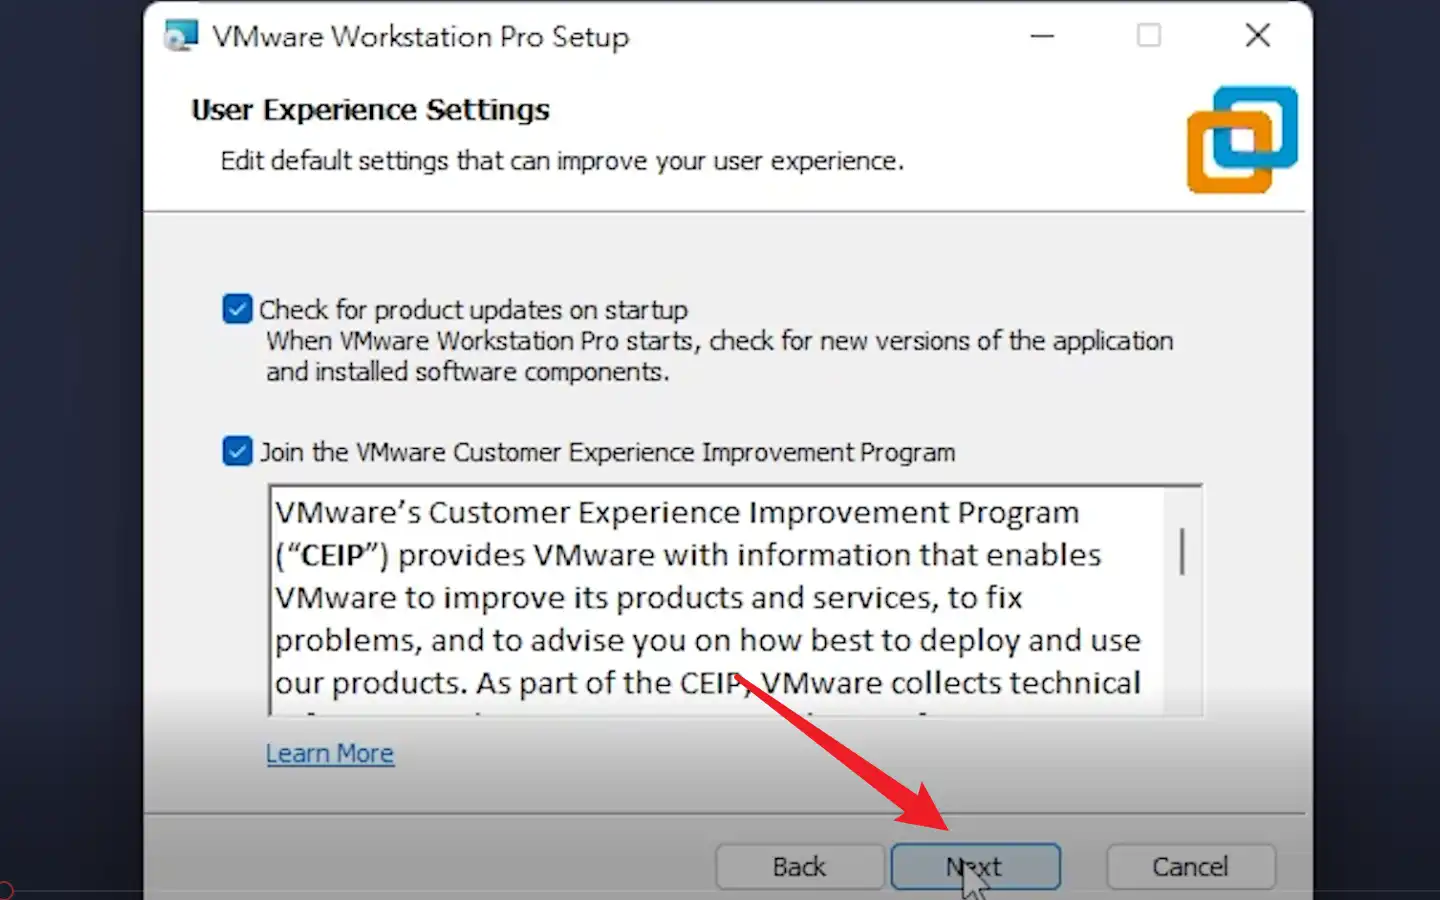 VMware Workstation Pro Setup
User Experience Settings
Edit default settings that can improve your user experience.
Check for product updates on startup
When VMware Workstation Pro starts, check for new versions of the application
and installed software components.
Join the VMware Customer Experience Improvement Program
VMware’s Customer Experience Improvement Program
(“CEIP”) provides VMware with information that enables
VMware to improve its products and services, to fix
problems, and to advise you on how best to deploy and use
our products. As part of the CEIP, VMware collects technical
Learn More
Back
Next
Cancel